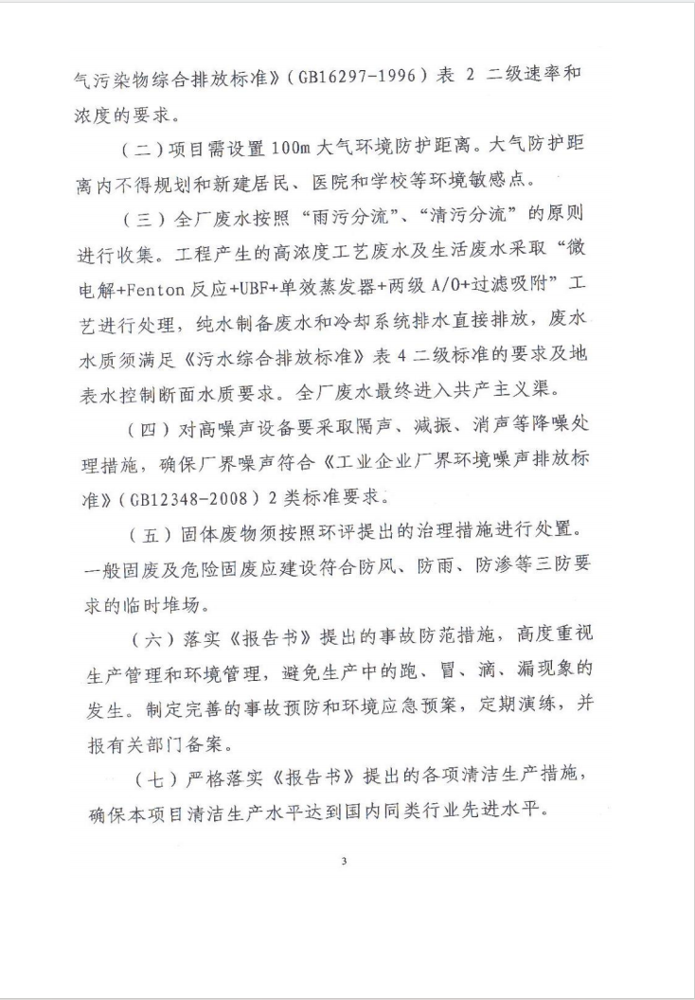 气污染物综合排放标准》（GB16297-1996）表 2 二级速率和
浓度的要求。
（二）项目需设置 100m 大气环境防护距离。大气防护距
离内不得规划和新建居民、医院和学校等环境敏感点。
（三）全厂废水按照“雨污分流”、“清污分流”的原则
进行收集。工程产生的高浓度工艺废水及生活废水采取“微
电解+Fenton 反应+UBF+单效蒸发器+两级 A/O+过滤吸附”工
艺进行处理，纯水制备废水和冷却系统排水直接排放，废水
水质须满足《污水综合排放标准》表 4 二级标准的要求及地
表水控制断面水质要求。全厂废水最终进入共产主义渠。
（四）对高噪声设备要采取隔声、减振、消声等降噪处
理措施，确保厂界噪声符合《工业企业厂界环境噪声排放标
准》（GB12348-2008）2 类标准要求。
（五）固体废物须按照环评提出的治理措施进行处置。
一般固废及危险固废应建设符合防风、防雨、防渗等三防要
求的临时堆场。
（六）落实《报告书》提出的事故防范措施，高度重视
生产管理和环境管理，避免生产中的跑、冒、滴、漏现象的
发生。制定完善的事故预防和环境应急预案，定期演练，并
报有关部门备案。
（七）严格落实《报告书》提出的各项清洁生产措施，
确保本项目清洁生产水平达到国内同类行业先进水平。
3